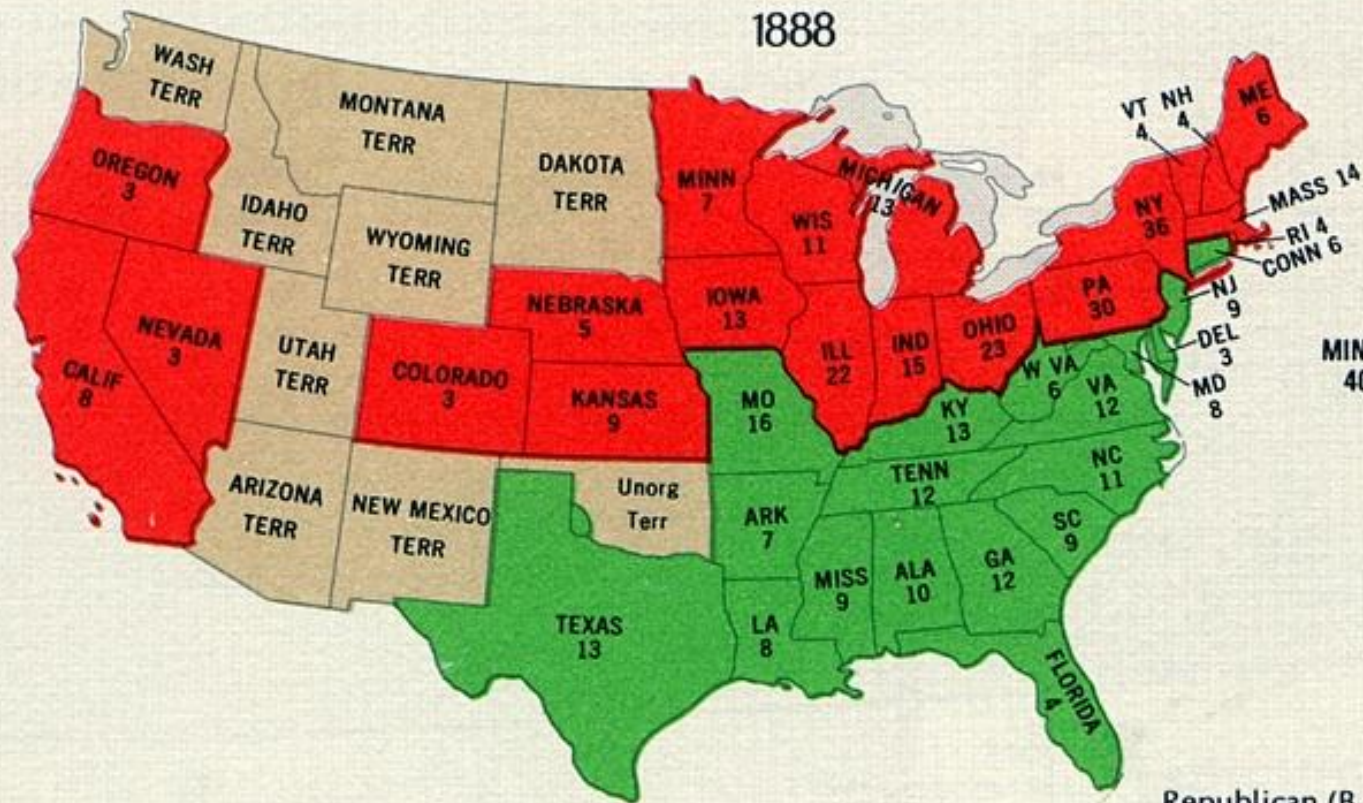 1888
WASH
TERR
MONTANA
TERR
DAKOTA
TERR
OREGON
3
IDAHO
TERR
WYOMING
TERR
MINN
7
WIS
11
MICHIGAN
13
VT
4
NH
4
ME
6
NY
36
MASS 14
RI 4
CONN 6
NEVADA
3
CALIF
8
UTAH
TERR
COLORADO
3
NEBRASKA
5
KANSAS
9
IOWA
13
ILL
22
IND
15
OHIO
23
PA
30
NJ
9
DEL
3
MD
8
MIN
40
MO
16
KY
13
W VA
6
VA
12
ARIZONA
TERR
NEW MEXICO
TERR
Unorg
Terr
ARK
7
TENN
12
NC
11
SC
9
TEXAS
13
LA
8
MISS
9
ALA
10
GA
12
FLORIDA
4
Republican (B